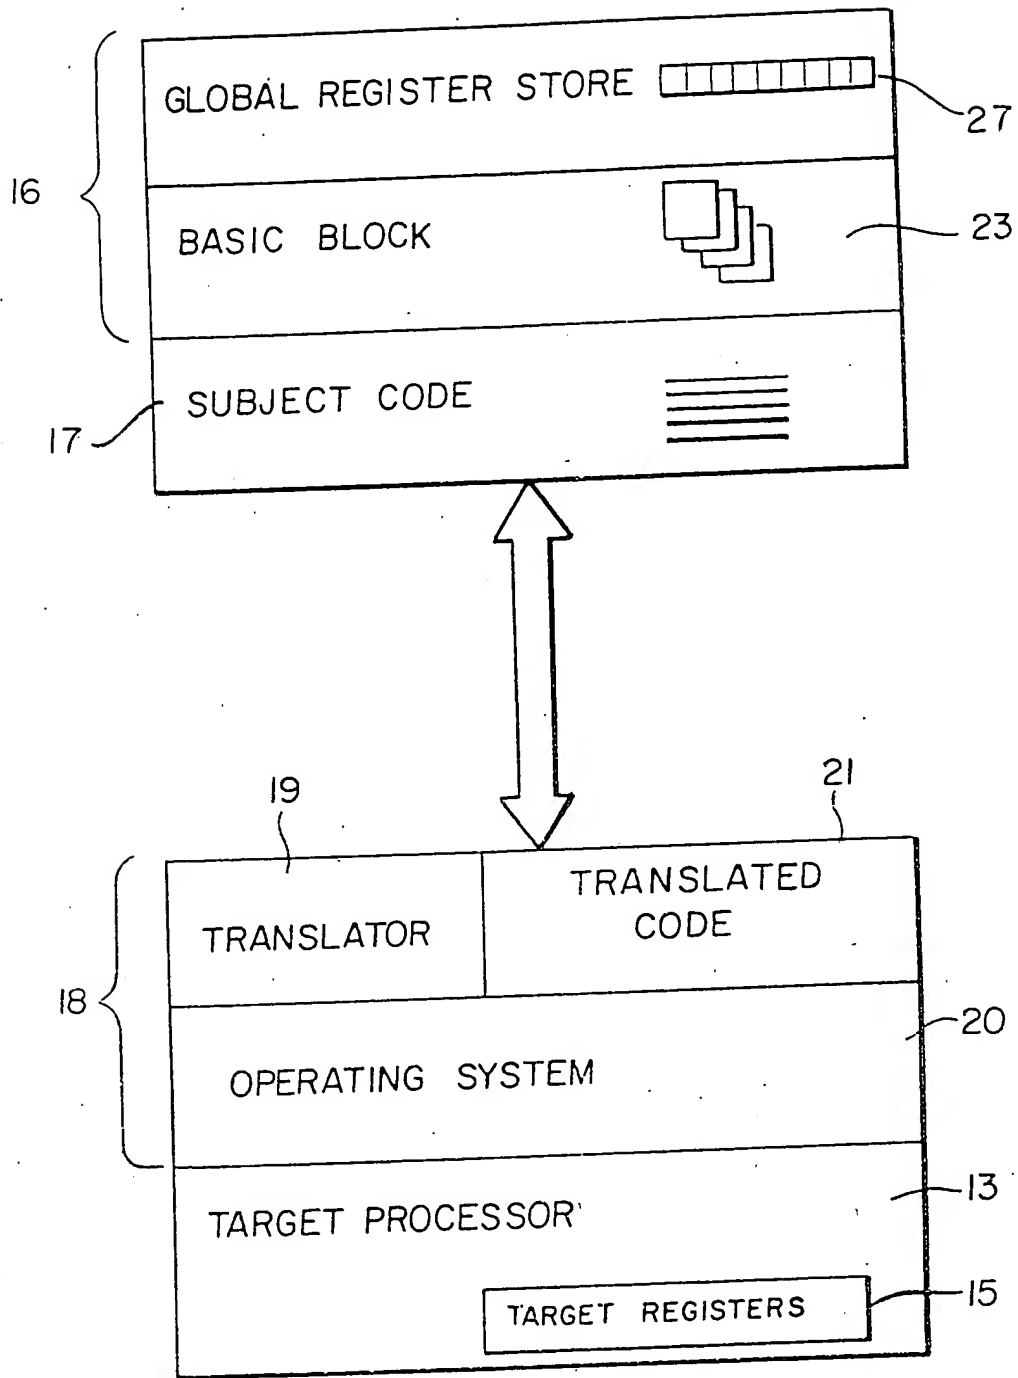 GLOBAL REGISTER STORE
27
16
BASIC BLOCK
23
SUBJECT CODE
17
19
21
TRANSLATOR
TRANSLATED
CODE
18
20
OPERATING SYSTEM
13
TARGET PROCESSOR
15
TARGET REGISTERS